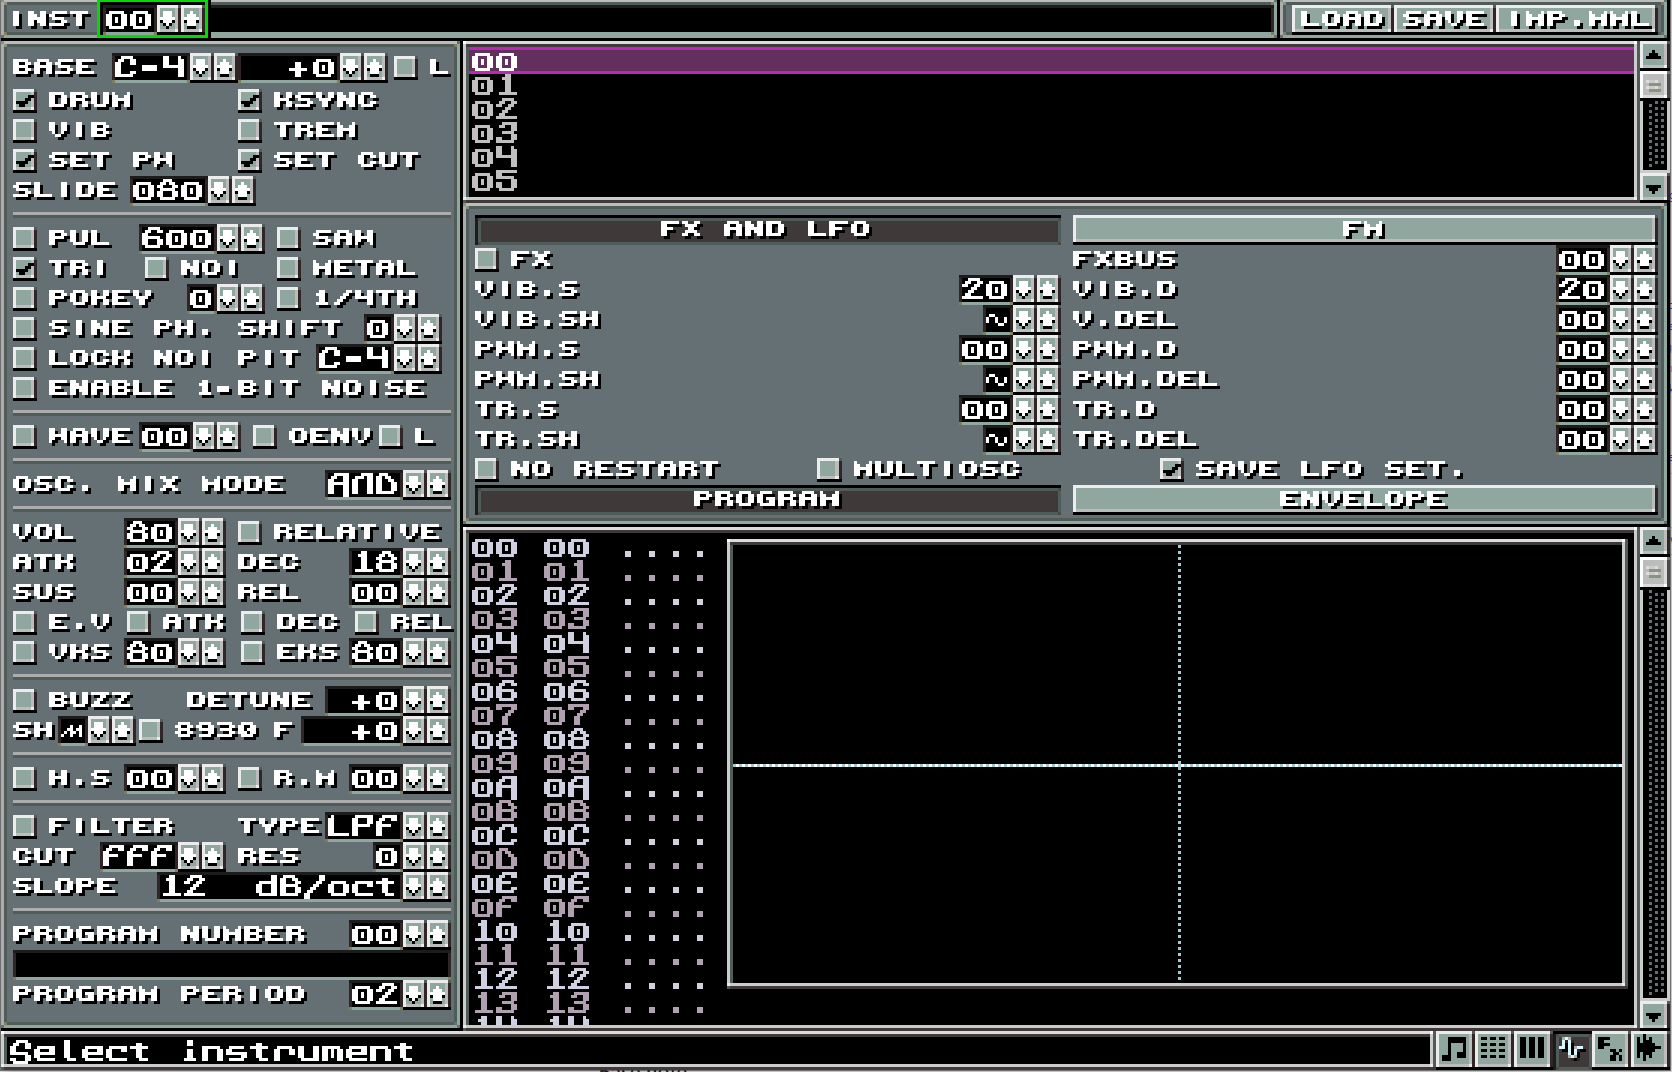 INST 00 LOAD SAVE IMP.WAV
BASE C-4 +0 L
DRUM KSYNC
VIB TREM
SET PW SET CUT
SLIDE 080
PUL 600 SAW
TRI NOI METAL
POKEY 0 1/4TH
SINE PH. SHIFT 0
LOCK NOI PIT C-4
ENABLE 1-BIT NOISE
WAVE 00 OENV L
OSC. MIX MODE AND
VOL 80 RELATIVE
ATK 02 DEC 18
SUS 00 REL 00
E.V ATK DEC REL
VKS 80 EKS 80
BUZZ DETUNE +0
SH 8930 F +0
H.S 00 R.M 00
FILTER TYPE LPf
CUT fff RES 0
SLOPE 12 dB/oct
PROGRAM NUMBER 00
PROGRAM PERIOD 02
00
01
02
03
04
05
FX AND LFO FM
FX FXBUS 00
VIB.S 20 VIB.D 20
VIB.SH ~ V.DEL 00
PWM.S 00 PWM.D 00
PWM.SH ~ PWM.DEL 00
TR.S 00 TR.D 00
TR.SH ~ TR.DEL 00
NO RESTART MULTIOSC SAVE LFO SET.
PROGRAM ENVELOPE
00 00 ....
01 01 ....
02 02 ....
03 03 ....
04 04 ....
05 05 ....
06 06 ....
07 07 ....
08 08 ....
09 09 ....
0A 0A ....
0B 0B ....
0C 0C ....
0D 0D ....
0E 0E ....
0f 0f ....
10 10 ....
11 11 ....
12 12 ....
13 13 ....
Select instrument
Fx